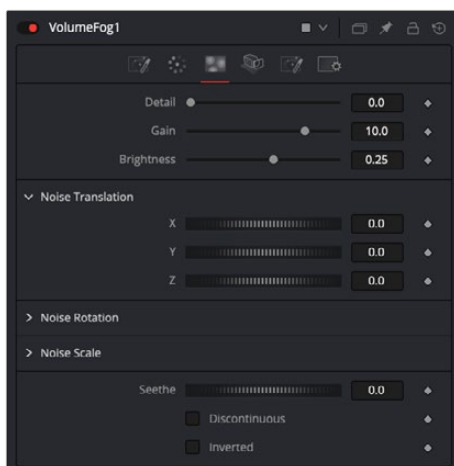 VolumeFog1
Detail 0.0
Gain 10.0
Brightness 0.25
Noise Translation
X 0.0
Y 0.0
Z 0.0
Noise Rotation
Noise Scale
Seethe 0.0
Discontinuous
Inverted